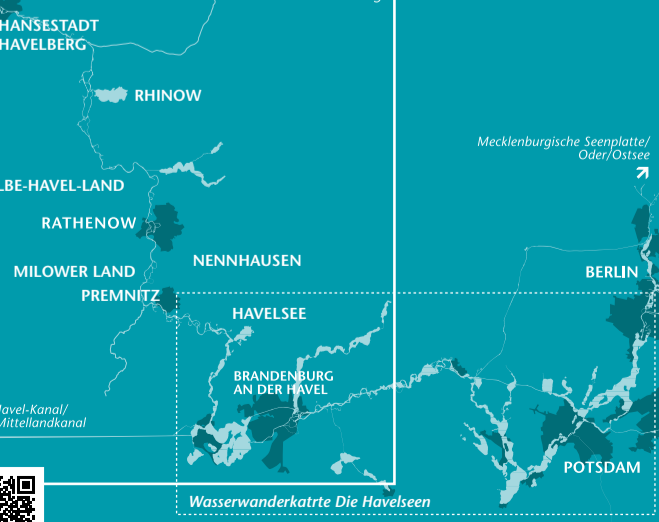 HANSESTADT
HAVELBERG
RHINOW
Mecklenburgische Seenplatte/
Oder/Ostsee
LBE-HAVEL-LAND
RATHENOW
NENNHAUSEN
BERLIN
MILOWER LAND
PREMNITZ
HAVELSEE
BRANDENBURG
AN DER HAVEL
avel-Kanal/
Mittellandkanal
POTSDAM
Wasserwanderkatrte Die Havelseen